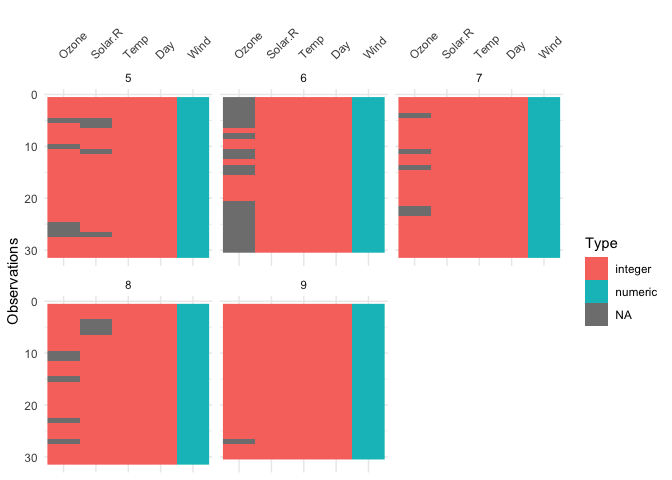 Ozone Solar.R Temp Day Wind Ozone Solar.R Temp Day Wind Ozone Solar.R Temp Day Wind
5 6 7
0
10
20
30
Observations
8 9
0
10
20
30
Type
integer
numeric
NA